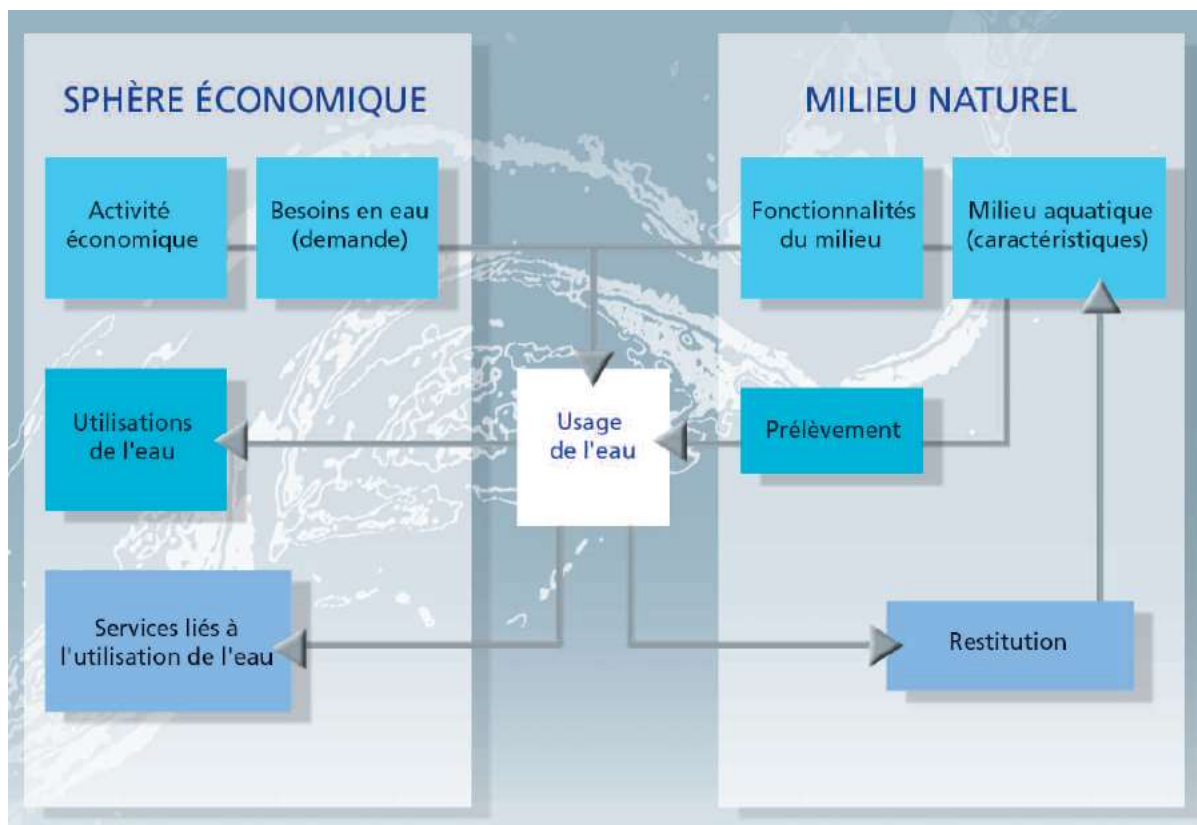 SPHÈRE ÉCONOMIQUE
MILIEU NATUREL
Activité
économique
Besoins en eau
(demande)
Fonctionnalités
du milieu
Milieu aquatique
(caractéristiques)
Utilisations
de l'eau
Usage
de l'eau
Prélèvement
Services liés à
l'utilisation de l'eau
Restitution